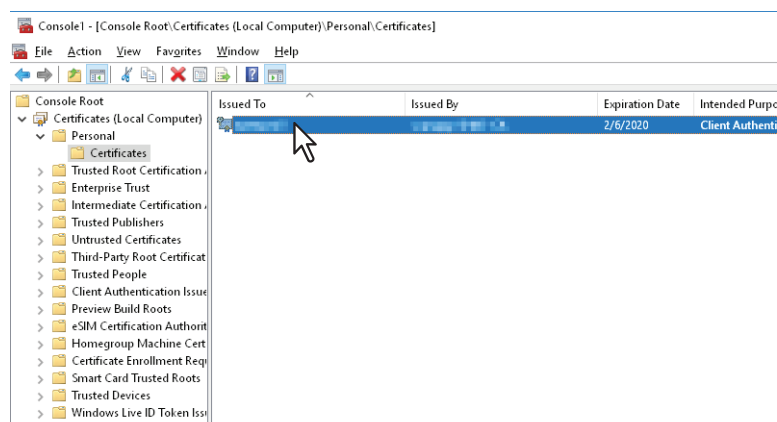 Console1 - [Console Root\Certificates (Local Computer)\Personal\Certificates]
File Action View Favorites Window Help
Console Root
Certificates (Local Computer)
Personal
Certificates
Trusted Root Certification
Enterprise Trust
Intermediate Certification
Trusted Publishers
Untrusted Certificates
Third-Party Root Certificat
Trusted People
Client Authentication Issue
Preview Build Roots
eSIM Certification Authorit
Homegroup Machine Cert
Certificate Enrollment Requ
Smart Card Trusted Roots
Trusted Devices
Windows Live ID Token Issu
Issued To Issued By Expiration Date Intended Purpo
2/6/2020 Client Authenti